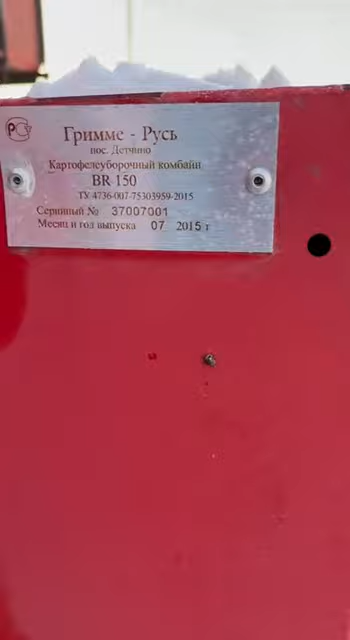 РСТ
Гримме - Русь
пос. Детчино
Картофелеуборочный комбайн
BR 150
ТУ 4736-007-75303959-2015
Серийный № 37007001
Месяц и год выпуска 07 2015 г